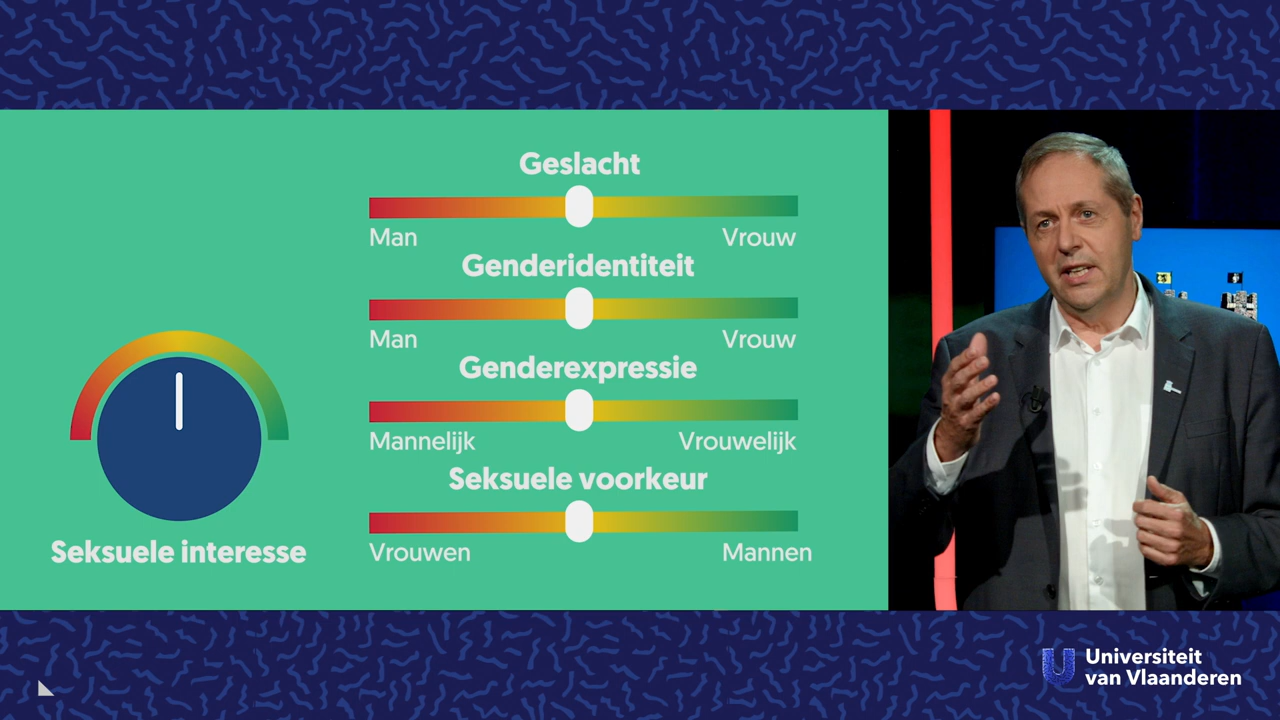 Geslacht
Man Vrouw
Genderidentiteit
Man Vrouw
Genderexpressie
Mannelijk Vrouwelijk
Seksuele voorkeur
Vrouwen Mannen
Seksuele interesse
Universiteit
van Vlaanderen